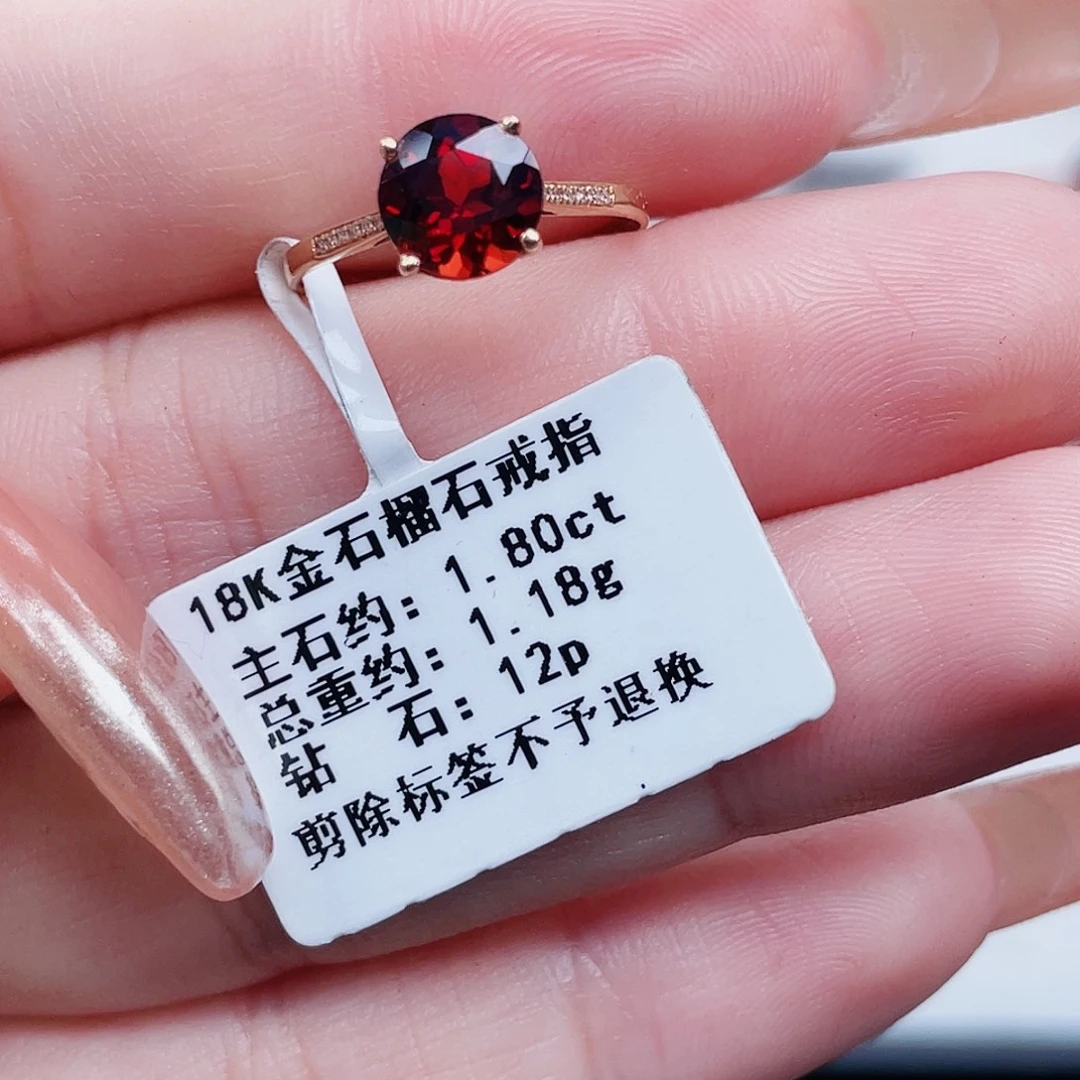 18K金石榴石戒指
主石约: 1.80ct
总重约: 1.18g
钻 石: 12p
剪除标签不予退换